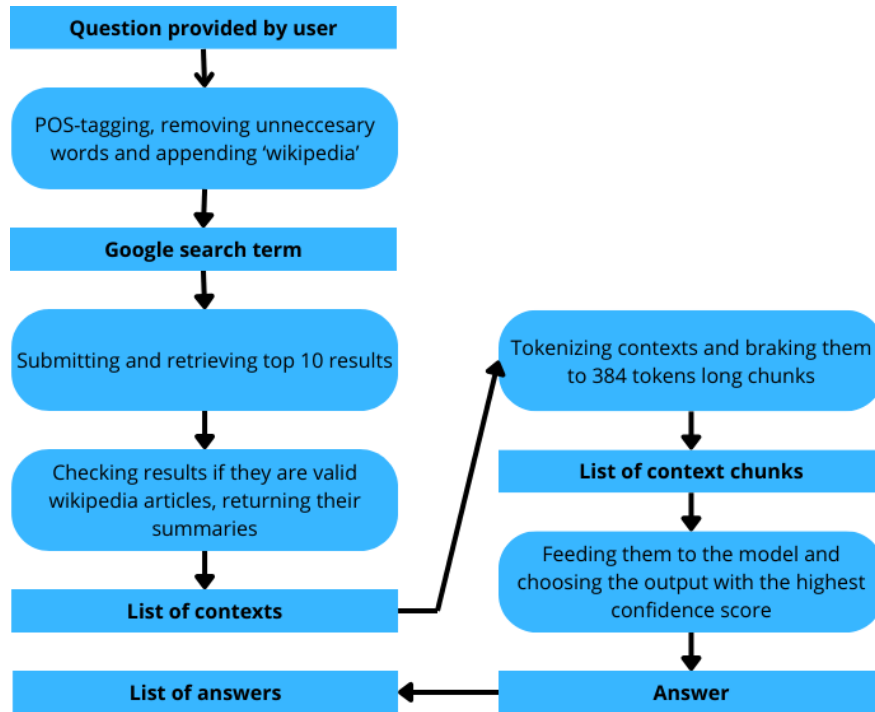 Question provided by user
POS-tagging, removing unneccesary
words and appending ‘wikipedia’
Google search term
Submitting and retrieving top 10 results
Checking results if they are valid
wikipedia articles, returning their
summaries
List of contexts
Tokenizing contexts and braking them
to 384 tokens long chunks
List of context chunks
Feeding them to the model and
choosing the output with the highest
confidence score
Answer
List of answers